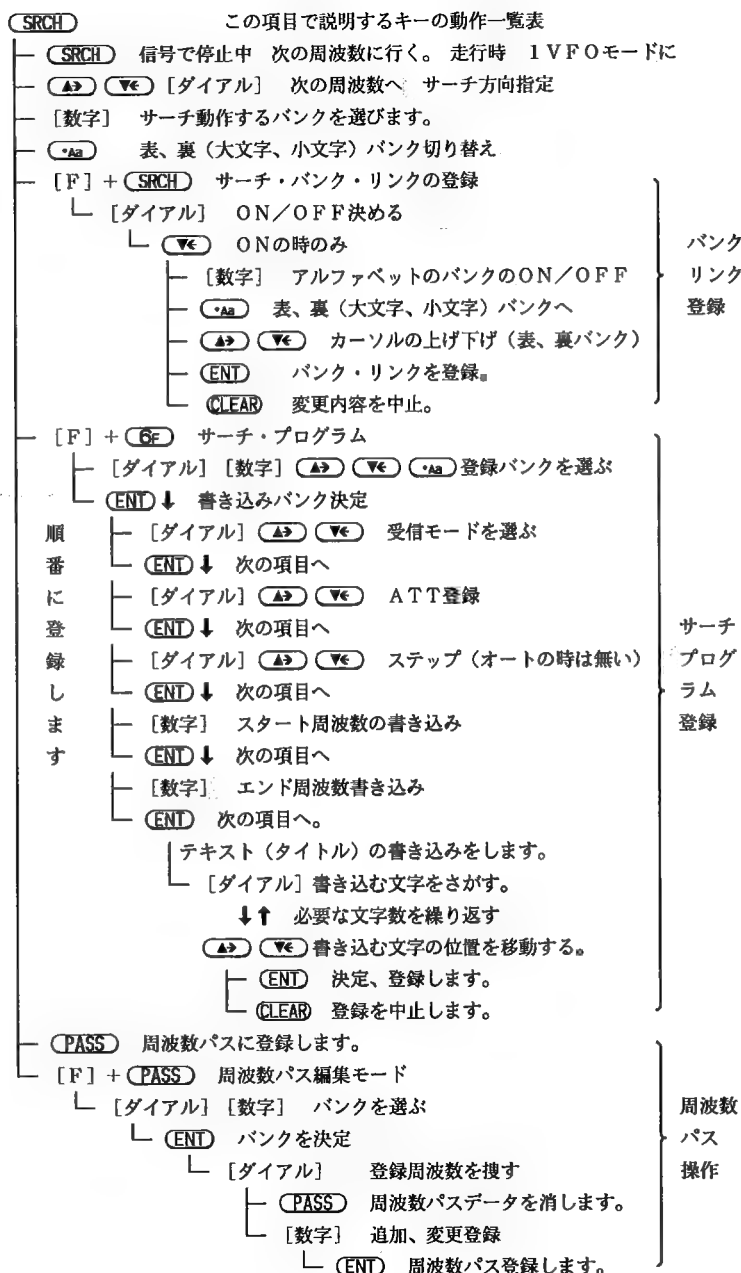 SRCH この項目で説明するキーの動作一覧表
SRCH 信号で停止中 次の周波数に行く。 走行時 1VFOモードに
▲→ ▼← [ダイアル] 次の周波数へ サーチ方向指定
[数字] サーチ動作するバンクを選びます。
•Aa 表、裏（大文字、小文字）バンク切り替え
[F]+SRCH サーチ・バンク・リンクの登録
[ダイアル] ON/OFF決める
▼← ONの時のみ
[数字] アルファベットのバンクのON/OFF
•Aa 表、裏（大文字、小文字）バンクへ
▲→ ▼← カーソルの上げ下げ（表、裏バンク）
ENT バンク・リンクを登録。
CLEAR 変更内容を中止。
バンク
リンク
登録
[F]+6F サーチ・プログラム
[ダイアル] [数字] ▲→ ▼← •Aa 登録バンクを選ぶ
ENT ↓ 書き込みバンク決定
順番に登録します
[ダイアル] ▲→ ▼← 受信モードを選ぶ
ENT ↓ 次の項目へ
[ダイアル] ▲→ ▼← ATT登録
ENT ↓ 次の項目へ
[ダイアル] ▲→ ▼← ステップ（オートの時は無い）
ENT ↓ 次の項目へ
[数字] スタート周波数の書き込み
ENT ↓ 次の項目へ
[数字] エンド周波数書き込み
ENT 次の項目へ。
テキスト（タイトル）の書き込みをします。
[ダイアル] 書き込む文字をさがす。
↓↑ 必要な文字数を繰り返す
▲→ ▼← 書き込む文字の位置を移動する。
ENT 決定、登録します。
CLEAR 登録を中止します。
サーチ
プログ
ラム
登録
PASS 周波数パスに登録します。
[F]+PASS 周波数パス編集モード
[ダイアル] [数字] バンクを選ぶ
ENT バンクを決定
[ダイアル] 登録周波数を捜す
PASS 周波数パスデータを消します。
[数字] 追加、変更登録
ENT 周波数パス登録します。
周波数
パス
操作